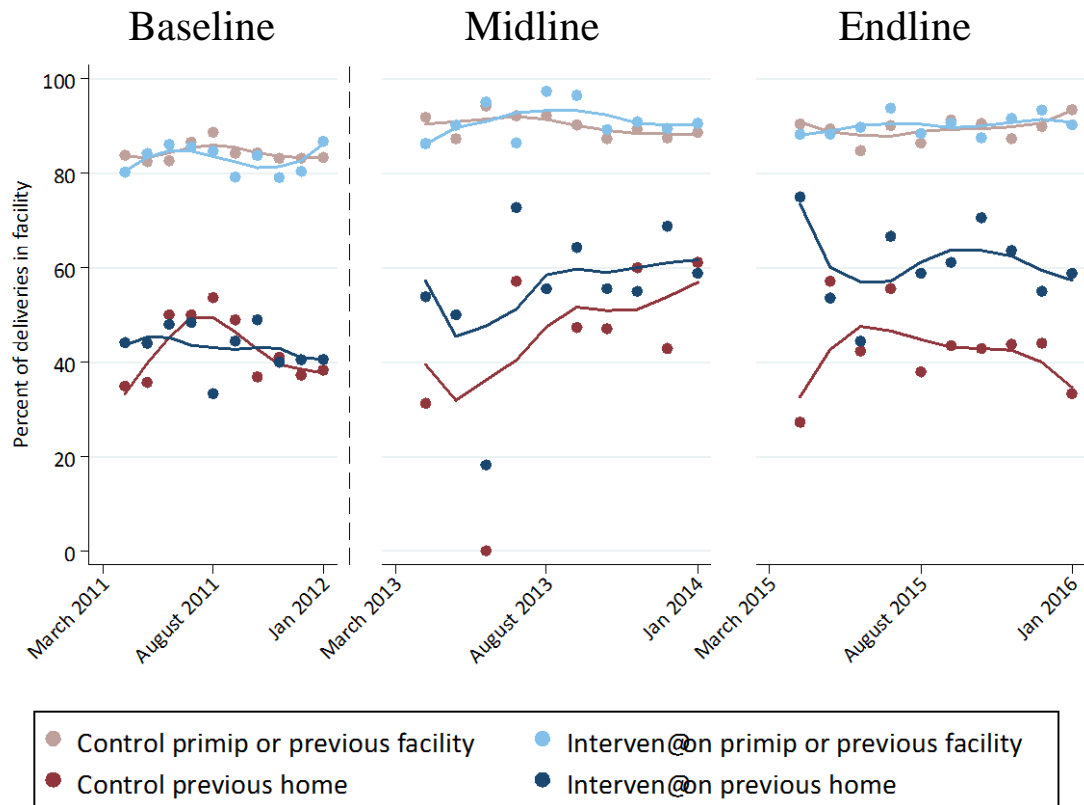 Baseline Midline Endline
Percent of deliveries in facility
100
80
60
40
20
0
March 2011 August 2011 Jan 2012 March 2013 August 2013 Jan 2014 March 2015 August 2015 Jan 2016
Control primip or previous facility Interven@on primip or previous facility
Control previous home Interven@on previous home